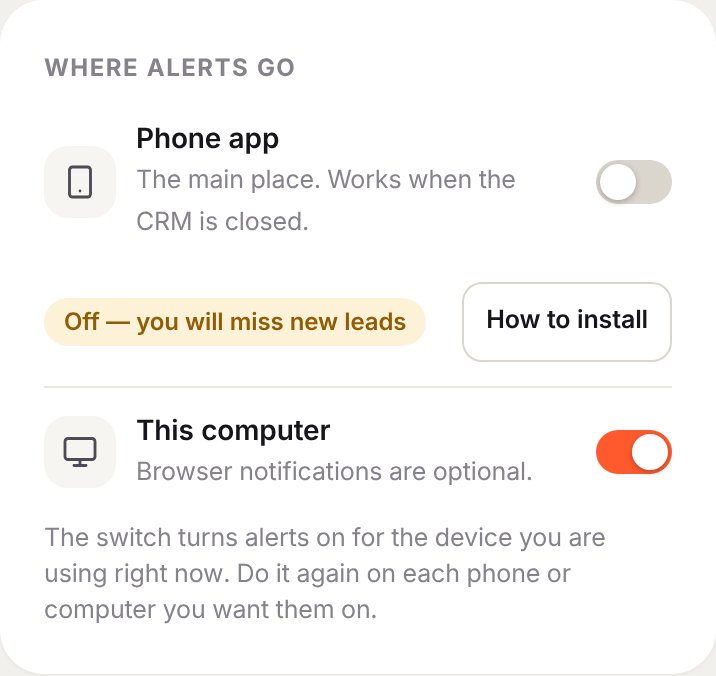 WHERE ALERTS GO
Phone app
The main place. Works when the
CRM is closed.
Off — you will miss new leads
How to install
This computer
Browser notifications are optional.
The switch turns alerts on for the device you are
using right now. Do it again on each phone or
computer you want them on.